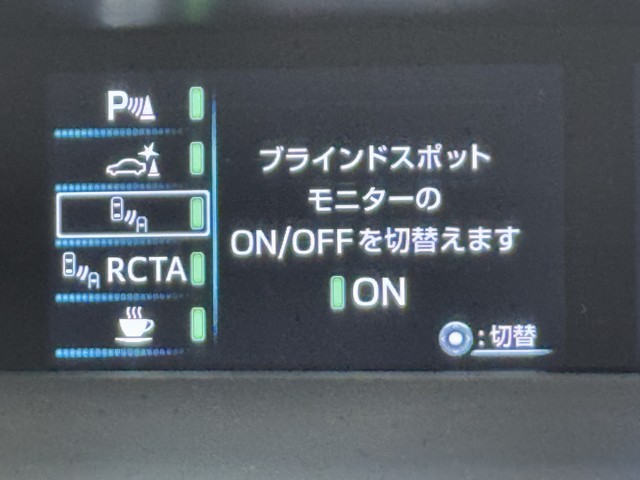 P
RCTA
ブラインドスポット
モニターの
ON/OFFを切替えます
ON
:切替